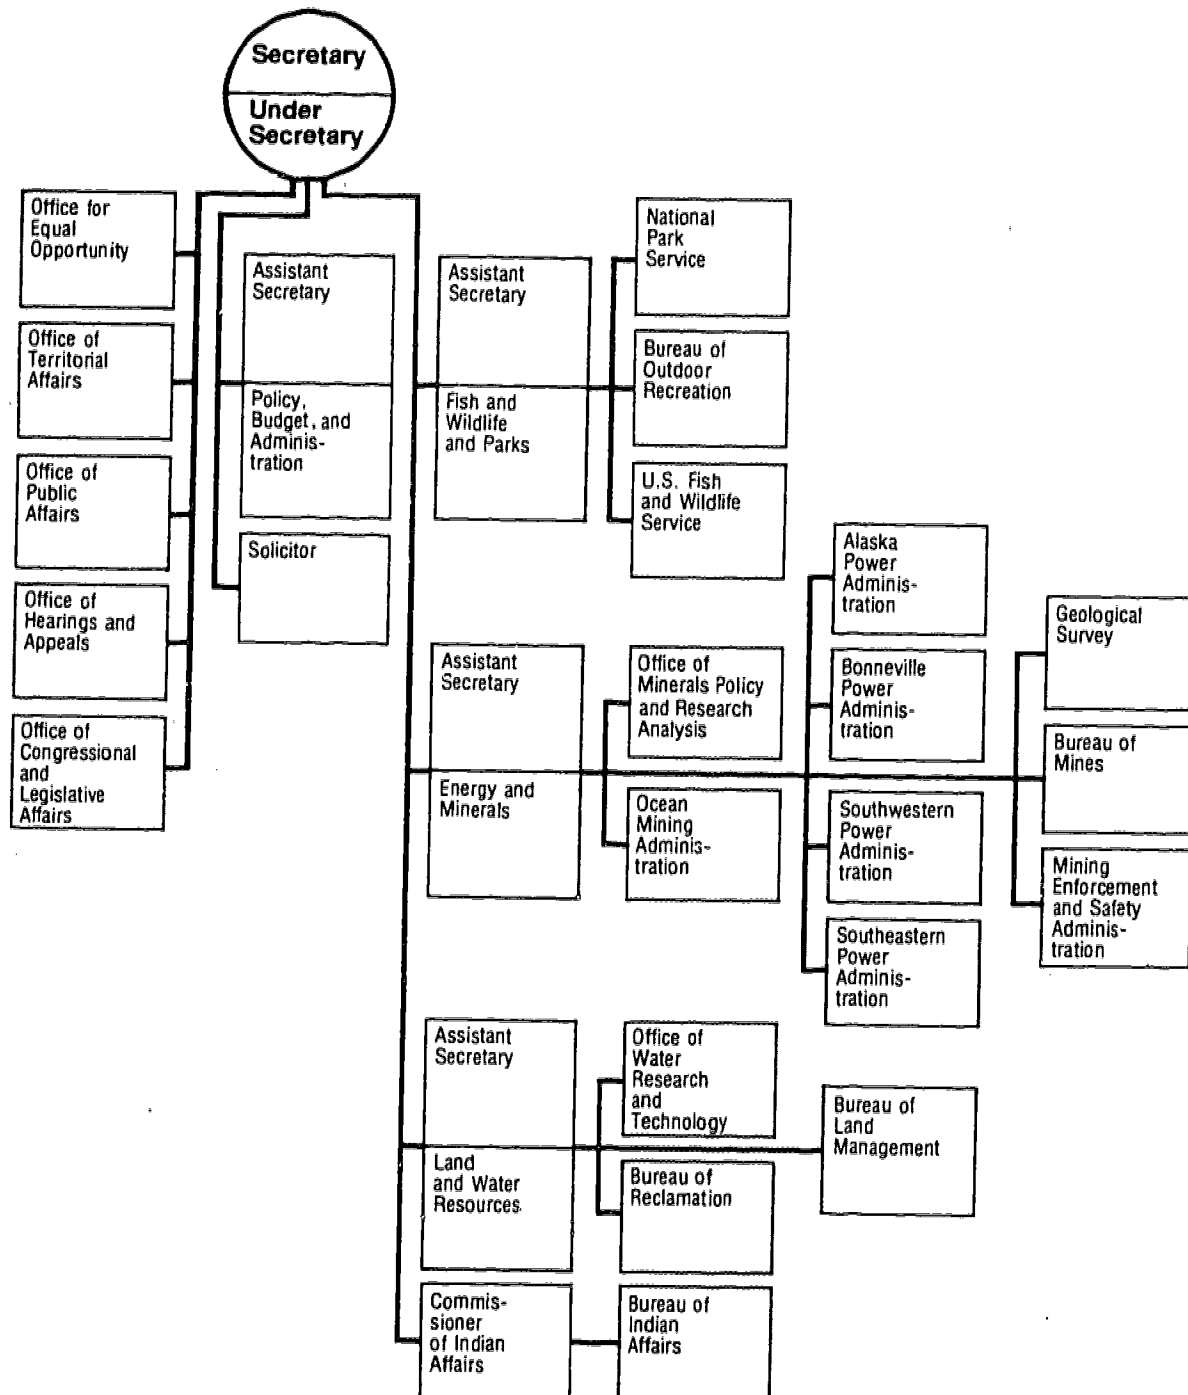 Secretary
Under
Secretary
Office for
Equal
Opportunity
Office of
Territorial
Affairs
Office of
Public
Affairs
Office of
Hearings and
Appeals
Office of
Congressional
and
Legislative
Affairs
Assistant
Secretary
Policy,
Budget, and
Adminis-
tration
Solicitor
Assistant
Secretary
Fish and
Wildlife
and Parks
National
Park
Service
Bureau of
Outdoor
Recreation
U.S. Fish
and Wildlife
Service
Assistant
Secretary
Energy and
Minerals
Office of
Minerals Policy
and Research
Analysis
Ocean
Mining
Adminis-
tration
Alaska
Power
Adminis-
tration
Bonneville
Power
Adminis-
tration
Southwestern
Power
Adminis-
tration
Southeastern
Power
Adminis-
tration
Geological
Survey
Bureau of
Mines
Mining
Enforcement
and Safety
Adminis-
tration
Assistant
Secretary
Land
and Water
Resources
Office of
Water
Research
and
Technology
Bureau of
Reclamation
Bureau of
Land
Management
Commis-
sioner
of Indian
Affairs
Bureau of
Indian
Affairs